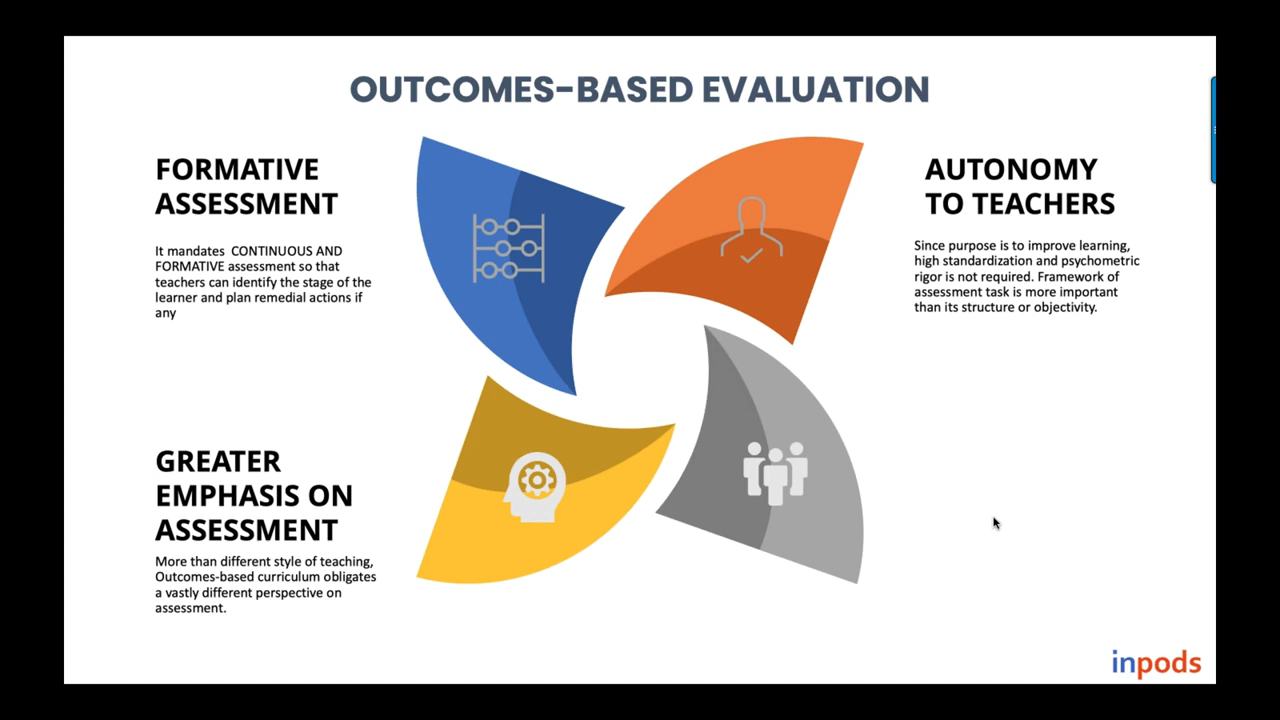 OUTCOMES-BASED EVALUATION
FORMATIVE
ASSESSMENT
It mandates  CONTINUOUS AND
FORMATIVE assessment so that
teachers can identify the stage of the
learner and plan remedial actions if
any
AUTONOMY
TO TEACHERS
Since purpose is to improve learning,
high standardization and psychometric
rigor is not required. Framework of
assessment task is more important
than its structure or objectivity.
GREATER
EMPHASIS ON
ASSESSMENT
More than different style of teaching,
Outcomes-based curriculum obligates
a vastly different perspective on
assessment.
inpods